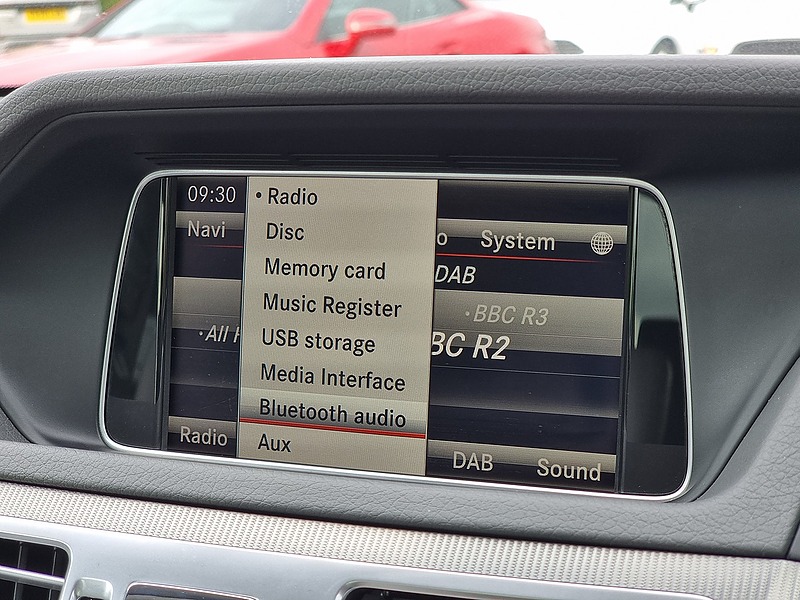 09:30
Navi
• Radio
Disc
Memory card
Music Register
USB storage
Media Interface
Bluetooth audio
Aux
o System
DAB
• BBC R3
BC R2
• All H
Radio
DAB Sound